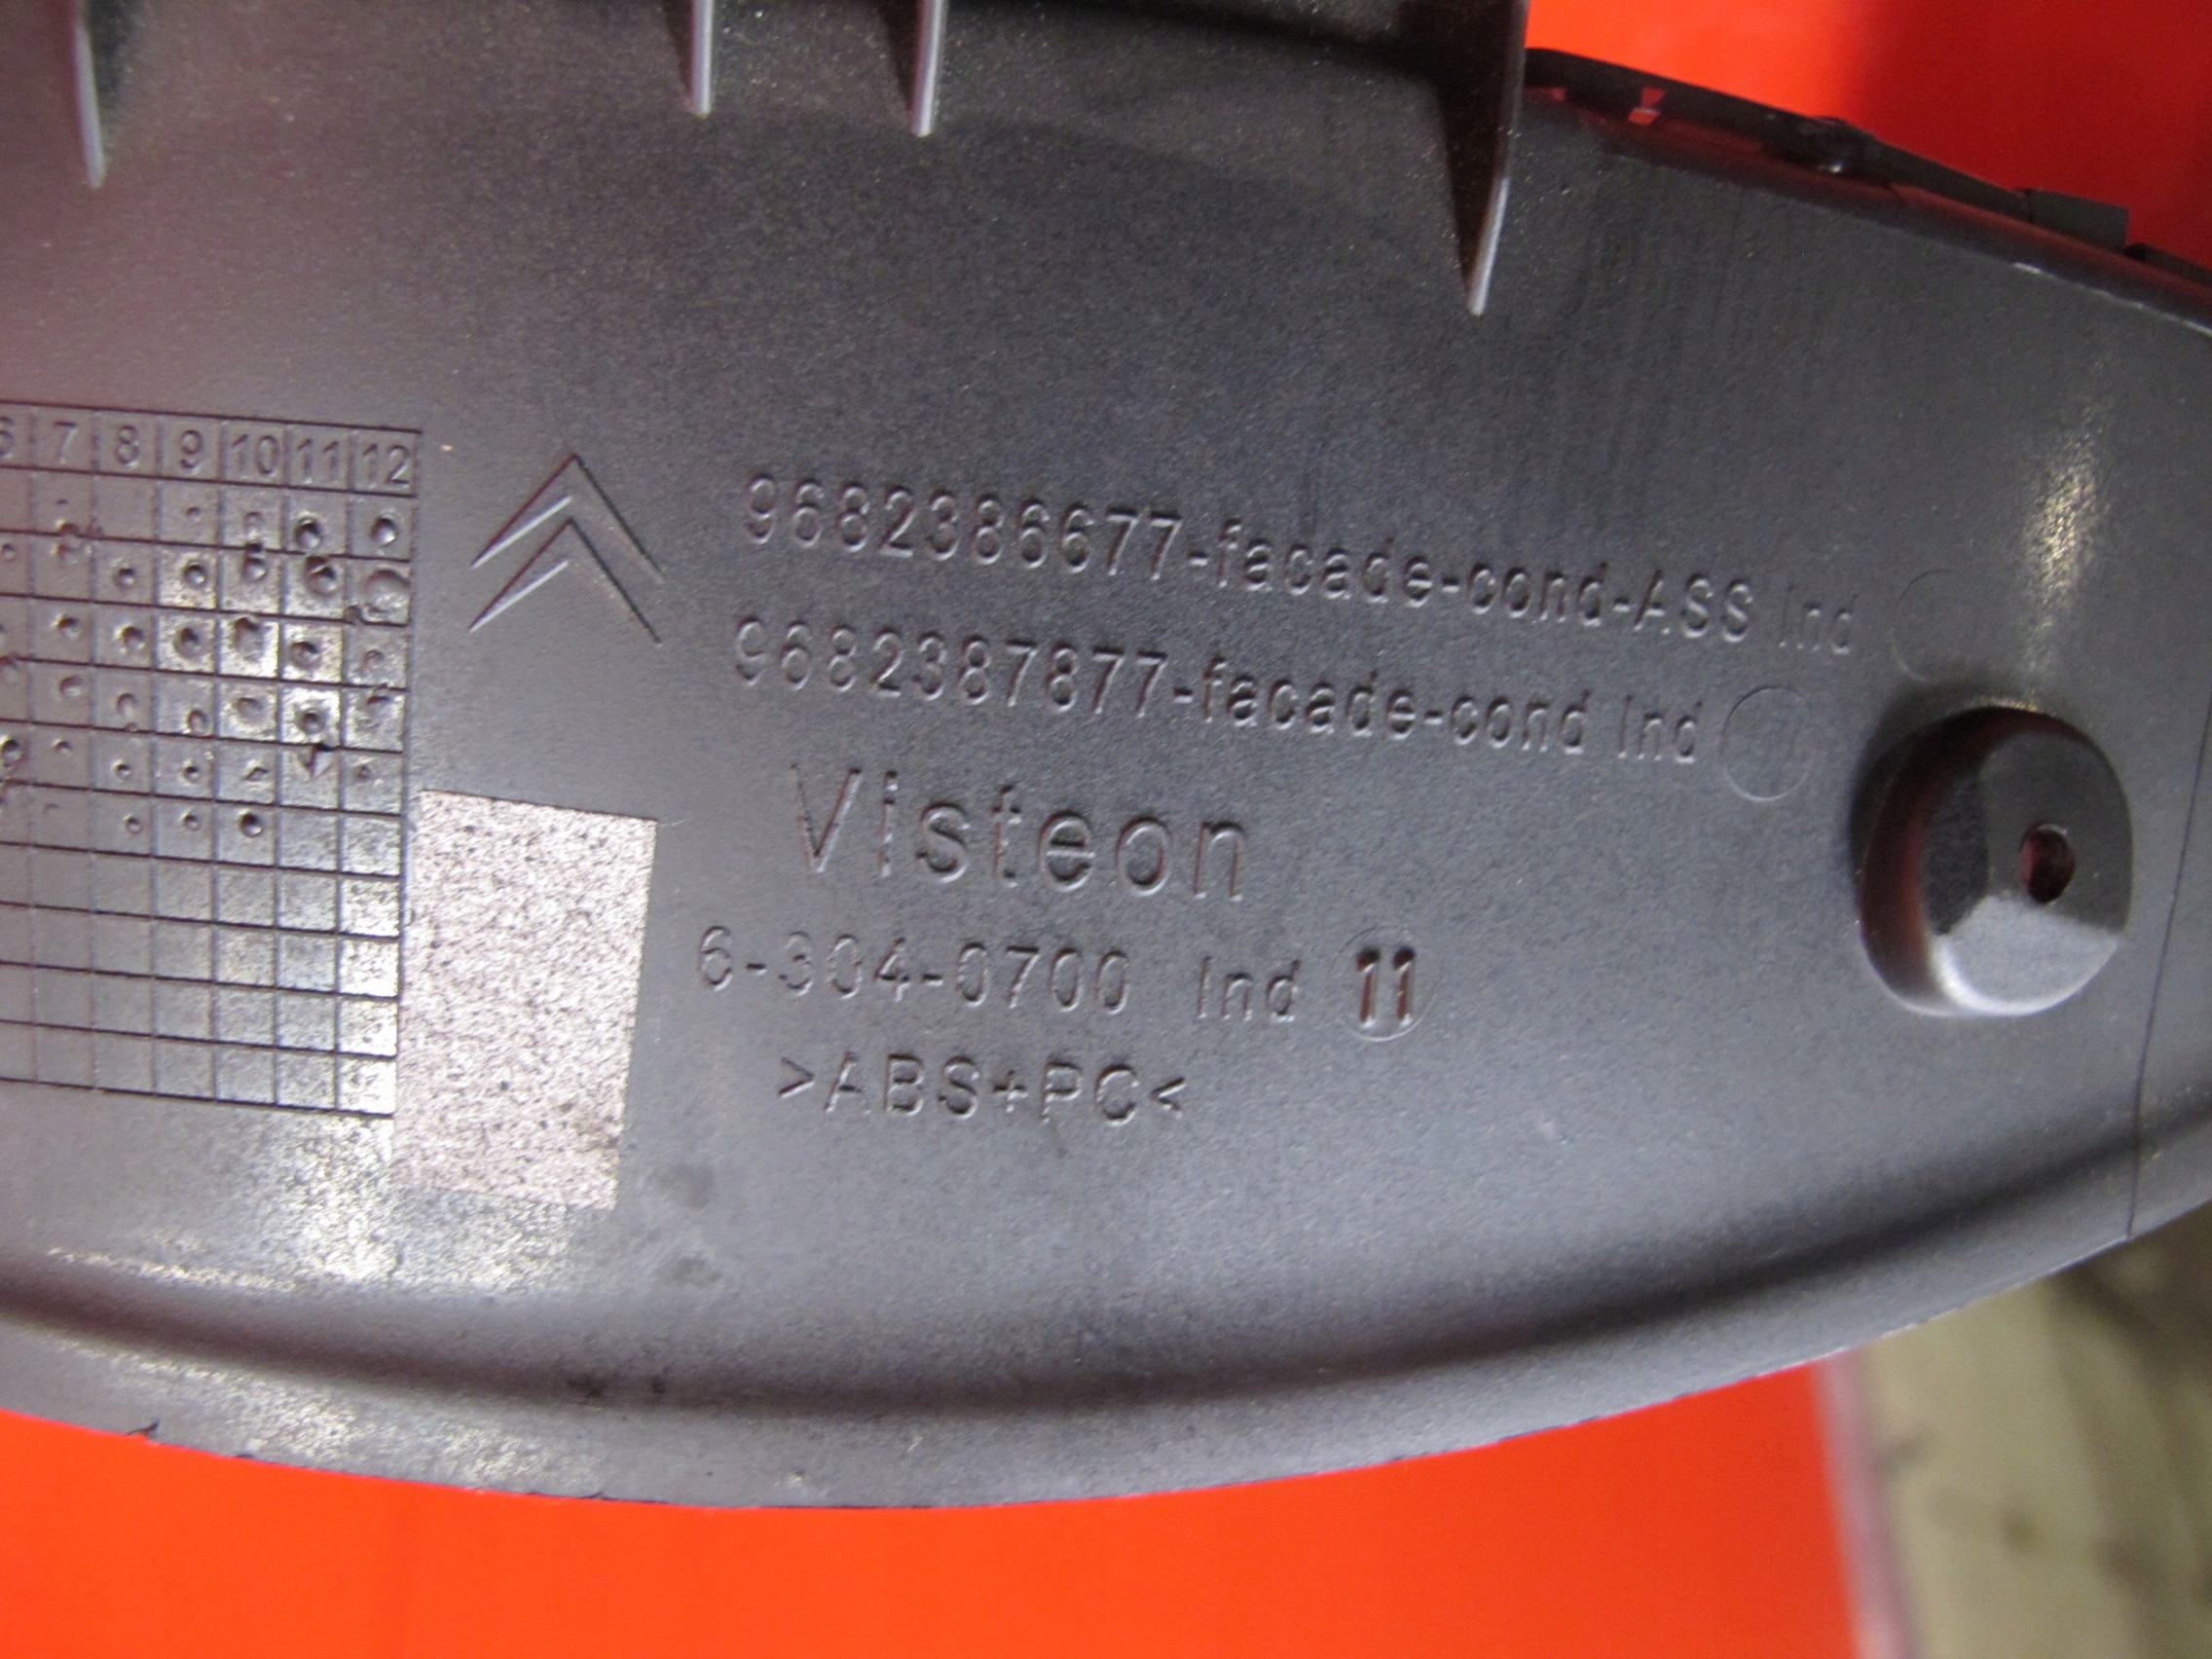 6 7 8 9 10 11 12
9682386677-facade-cond-ASS Ind
9682387877-facade-cond Ind
Visteon
6-304-0700 Ind 11
>ABS+PC<